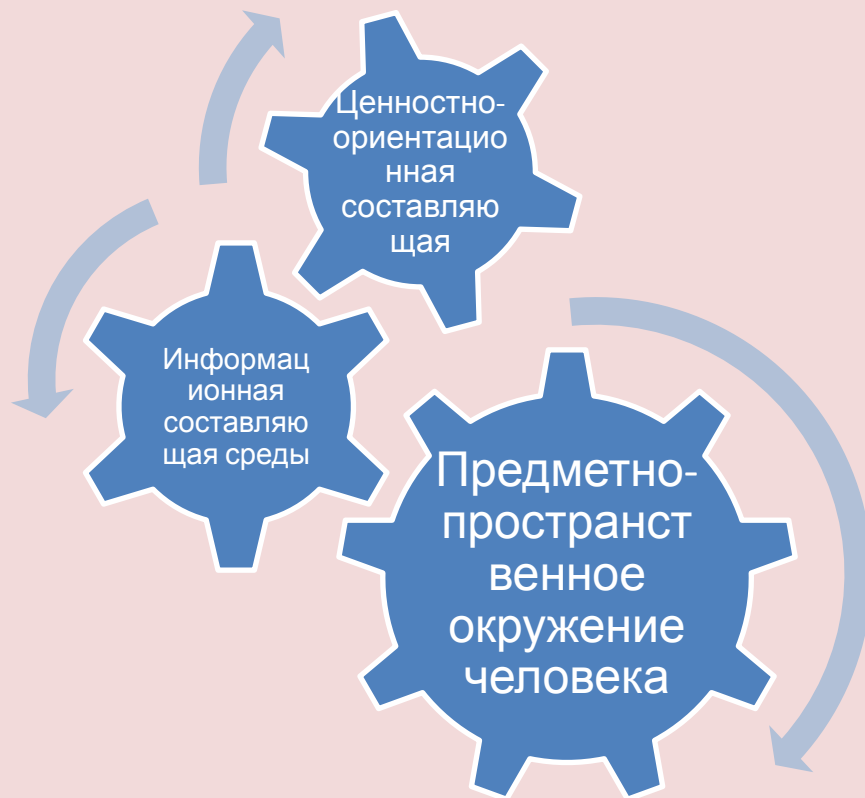 Ценностно-
ориентацио
нная
составляю
щая
Информац
ионная
составляю
щая среды
Предметно-
пространст
венное
окружение
человека